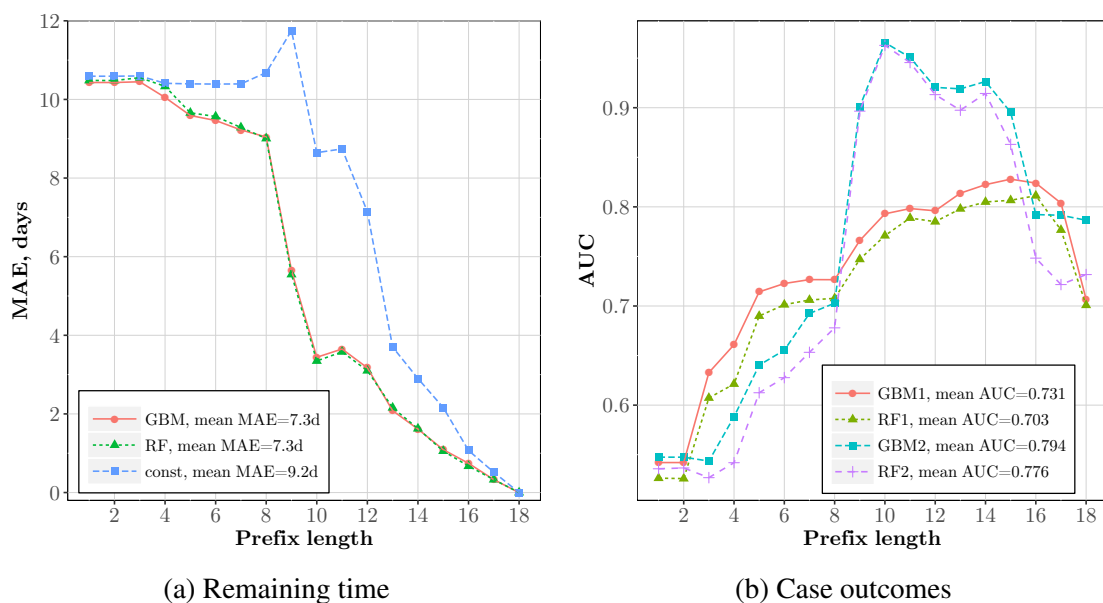 12
10
8
6
4
2
0
MAE, days
GBM, mean MAE=7.3d
RF, mean MAE=7.3d
const, mean MAE=9.2d
2 4 6 8 10 12 14 16 18
Prefix length
(a) Remaining time
0.9
0.8
0.7
0.6
AUC
GBM1, mean AUC=0.731
RF1, mean AUC=0.703
GBM2, mean AUC=0.794
RF2, mean AUC=0.776
2 4 6 8 10 12 14 16 18
Prefix length
(b) Case outcomes